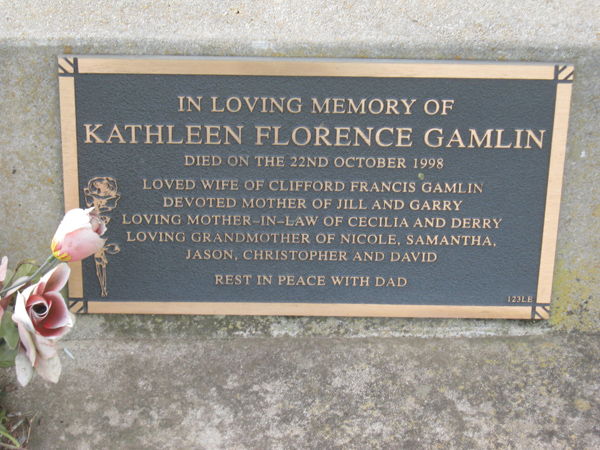 IN LOVING MEMORY OF
KATHLEEN FLORENCE GAMLIN
DIED ON THE 22ND OCTOBER 1998
LOVED WIFE OF CLIFFORD FRANCIS GAMLIN
DEVOTED MOTHER OF JILL AND GARRY
LOVING MOTHER-IN-LAW OF CECILIA AND DERRY
LOVING GRANDMOTHER OF NICOLE, SAMANTHA,
JASON, CHRISTOPHER AND DAVID
REST IN PEACE WITH DAD
123LE